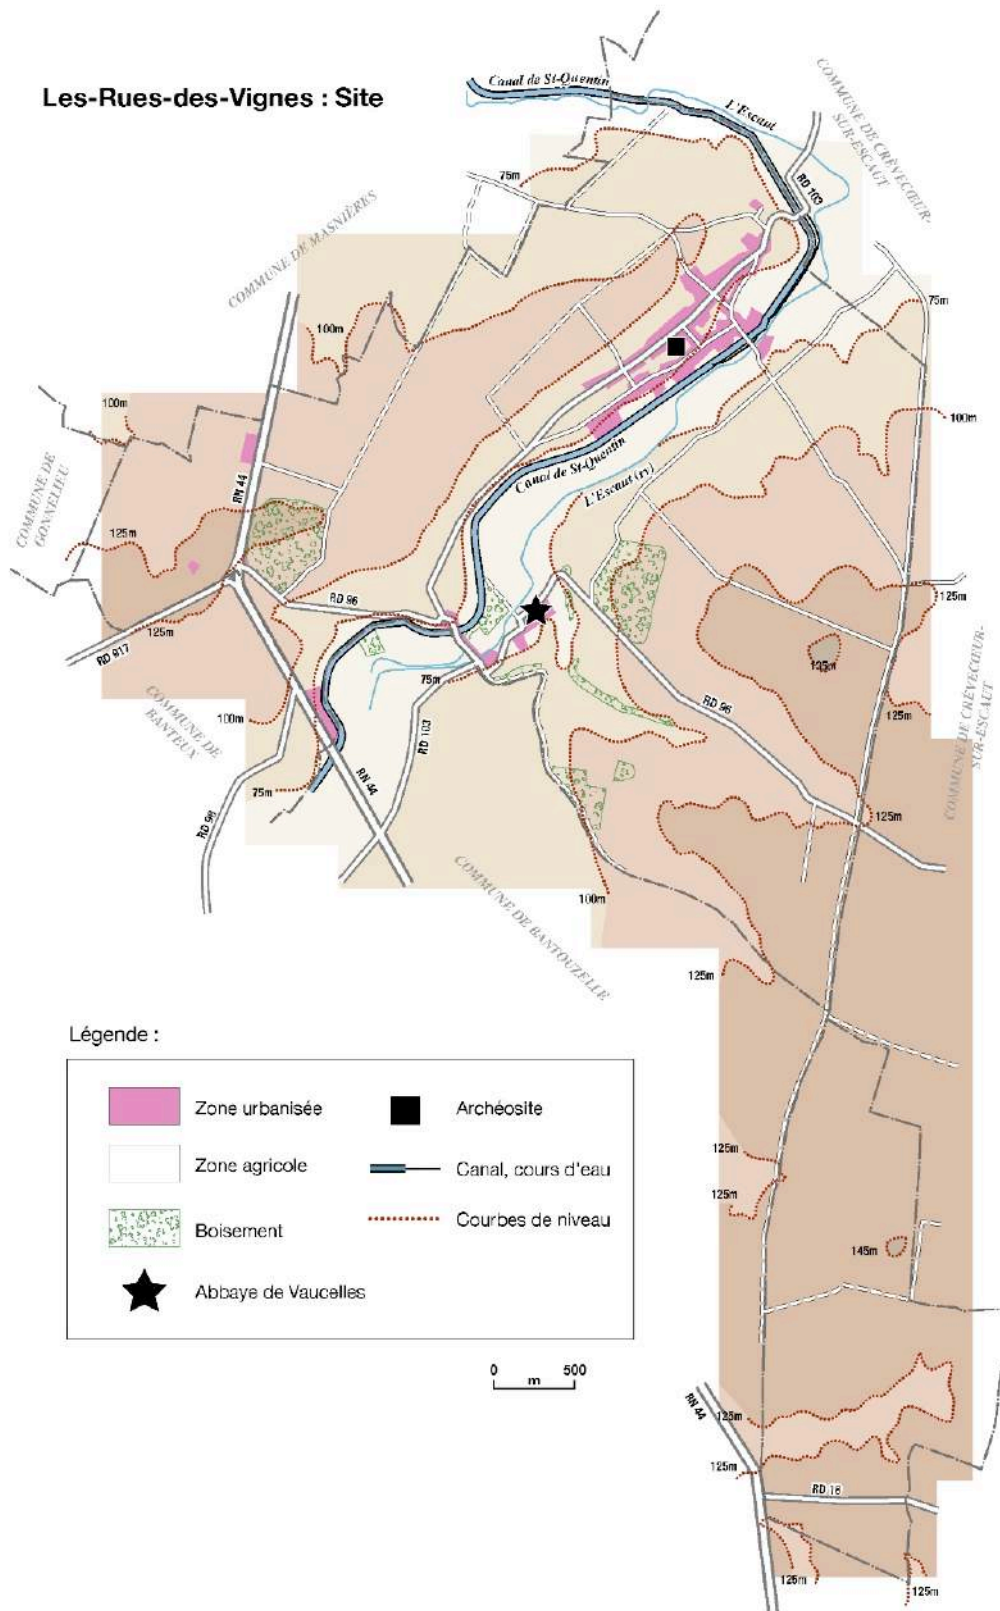 Les-Rues-des-Vignes : Site
Canal de St-Quentin
L'Escaut
COMMUNE DE CRÈVECŒUR-
SUR-ESCAUT
RD 103
75m
COMMUNE DE MASNIÈRES
75m
100m
100m
100m
COMMUNE DE
GONNELIEU
RN 44
Canal de St-Quentin
L'Escaut (rv)
125m
RD 96
125m
125m
RD 917
135m
75m
RD 96
125m
COMMUNE DE
BANTEUX
100m
RD 103
COMMUNE DE CRÈVECŒUR-
SUR-ESCAUT
75m
RN 44
125m
RD 96
COMMUNE DE BANTOUZELLE
100m
125m
Légende :
Zone urbanisée
Archéosite
Zone agricole
Canal, cours d'eau
Boisement
Courbes de niveau
Abbaye de Vaucelles
125m
125m
145m
0 500
m
RN 44
125m
125m
RD 16
125m
125m